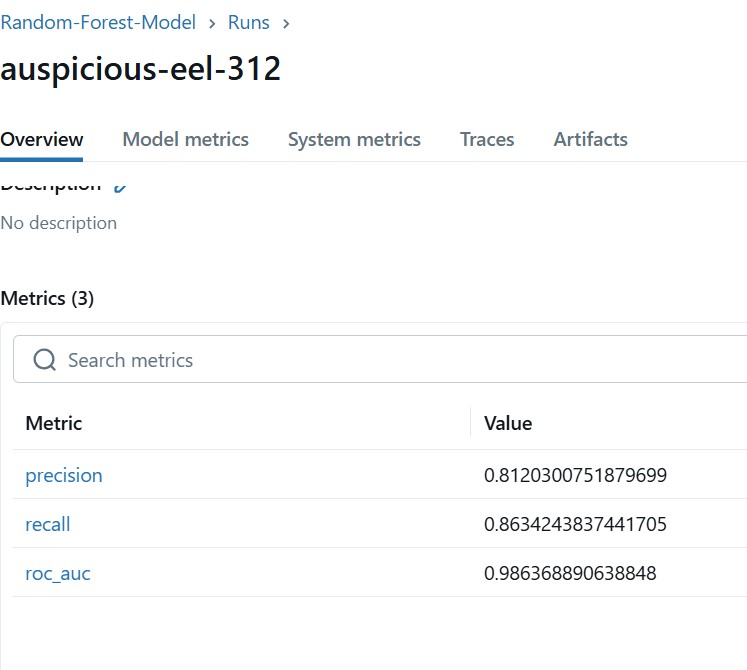 Random-Forest-Model > Runs >
auspicious-eel-312
Overview Model metrics System metrics Traces Artifacts
Description
No description
Metrics (3)
Search metrics
Metric Value
precision 0.8120300751879699
recall 0.8634243837441705
roc_auc 0.986368890638848